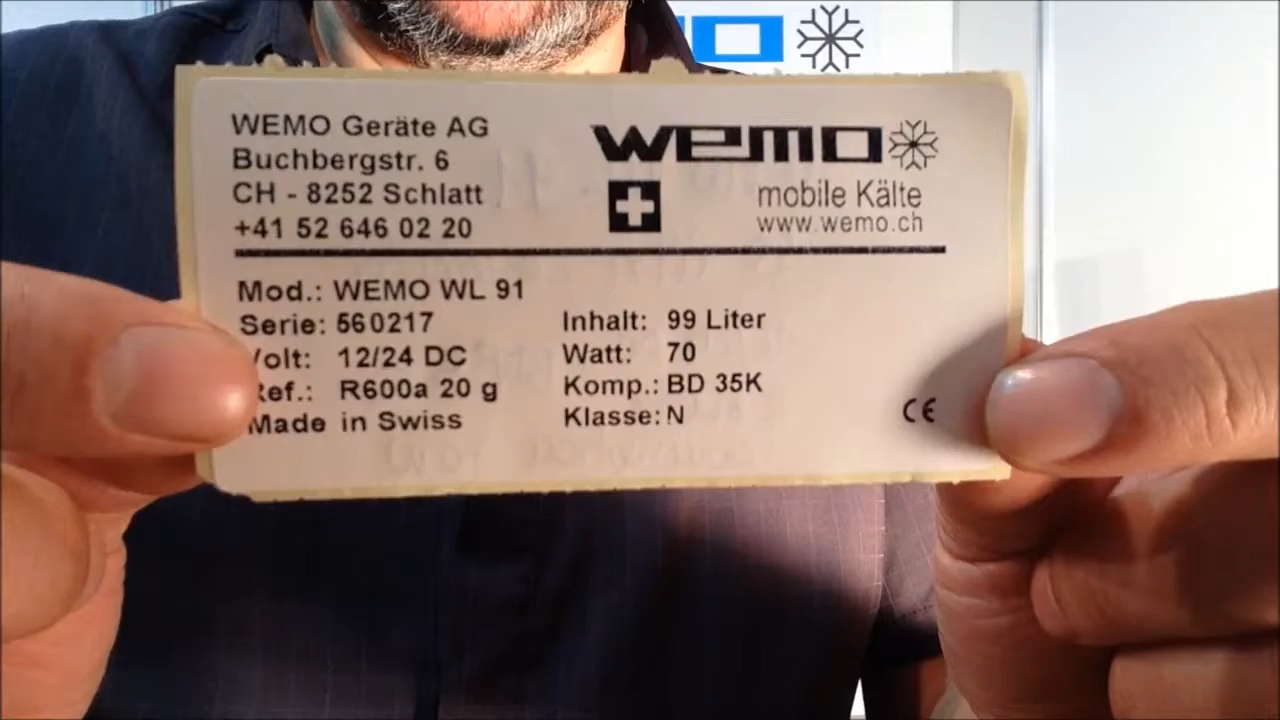 WEMO Geräte AG
Buchbergstr. 6
CH - 8252 Schlatt
+41 52 646 02 20
wemo
mobile Kälte
www.wemo.ch
Mod.: WEMO WL 91
Serie: 560217
Volt: 12/24 DC
Ref.: R600a 20 g
Made in Swiss
Inhalt: 99 Liter
Watt: 70
Komp.: BD 35K
Klasse: N
CE